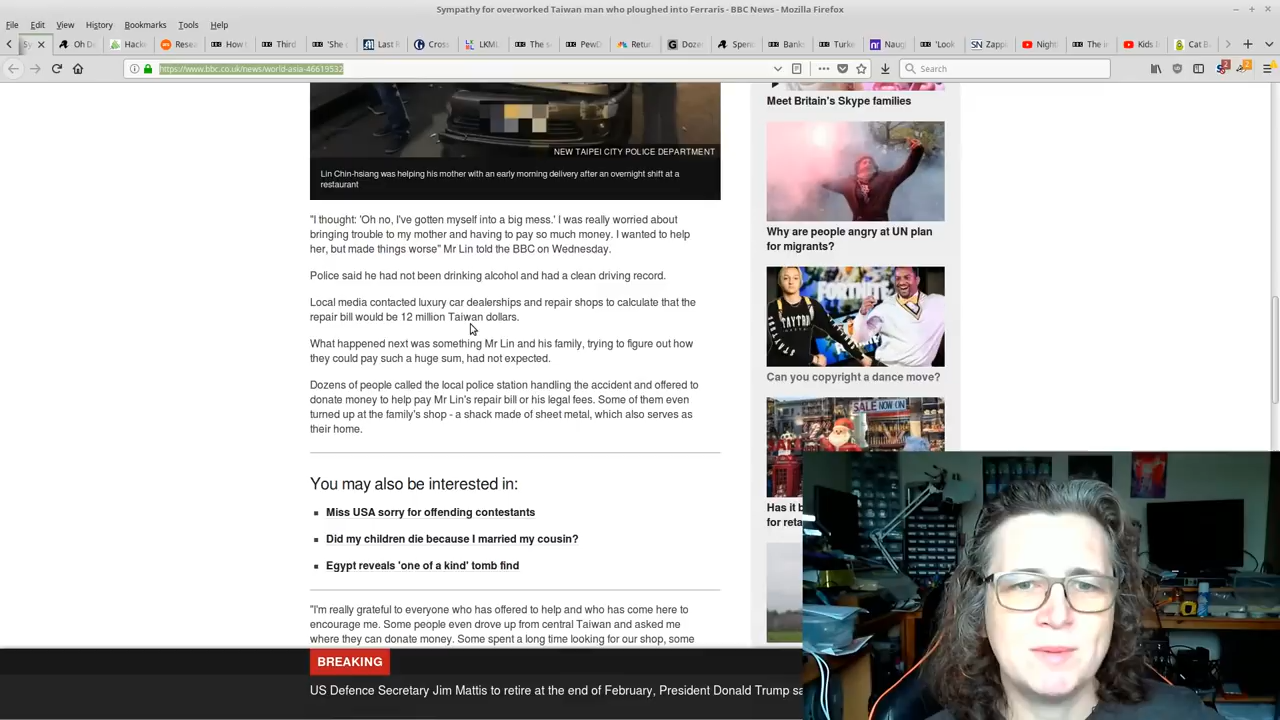 Sympathy for overworked Taiwan man who ploughed into Ferraris - BBC News - Mozilla Firefox
File Edit View History Bookmarks Tools Help
Oh De Hacke Resea How t Third 'She d Last R Cross LKML The s PewDi Retur Doze Spen Bank Turke Naug 'Look Zapp Night The i Kids B Cat B
https://www.bbc.co.uk/news/world-asia-46619532
Search
NEW TAIPEI CITY POLICE DEPARTMENT
Lin Chin-hsiang was helping his mother with an early morning delivery after an overnight shift at a
restaurant
"I thought: 'Oh no, I've gotten myself into a big mess.' I was really worried about
bringing trouble to my mother and having to pay so much money. I wanted to help
her, but made things worse" Mr Lin told the BBC on Wednesday.
Police said he had not been drinking alcohol and had a clean driving record.
Local media contacted luxury car dealerships and repair shops to calculate that the
repair bill would be 12 million Taiwan dollars.
What happened next was something Mr Lin and his family, trying to figure out how
they could pay such a huge sum, had not expected.
Dozens of people called the local police station handling the accident and offered to
donate money to help pay Mr Lin's repair bill or his legal fees. Some of them even
turned up at the family's shop - a shack made of sheet metal, which also serves as
their home.
You may also be interested in:
Miss USA sorry for offending contestants
Did my children die because I married my cousin?
Egypt reveals 'one of a kind' tomb find
"I'm really grateful to everyone who has offered to help and who has come here to
encourage me. Some people even drove up from central Taiwan and asked me
where they can donate money. Some spent a long time looking for our shop, some
Meet Britain's Skype families
Why are people angry at UN plan
for migrants?
FORTNITE
Can you copyright a dance move?
SALE NOW ON
Has it b
for reta
BREAKING
US Defence Secretary Jim Mattis to retire at the end of February, President Donald Trump sa